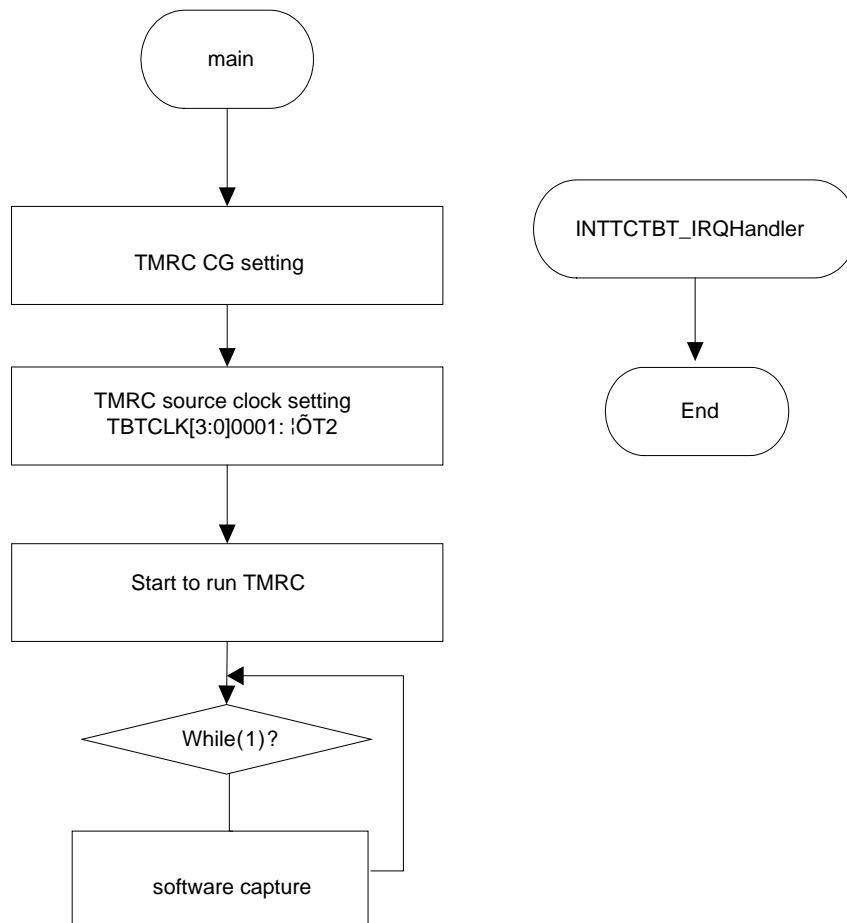 main
TMRC CG setting
TMRC source clock setting
TBTCLK[3:0]0001: ¦ÕT2
Start to run TMRC
While(1)?
software capture
INTTCTBT_IRQHandler
End